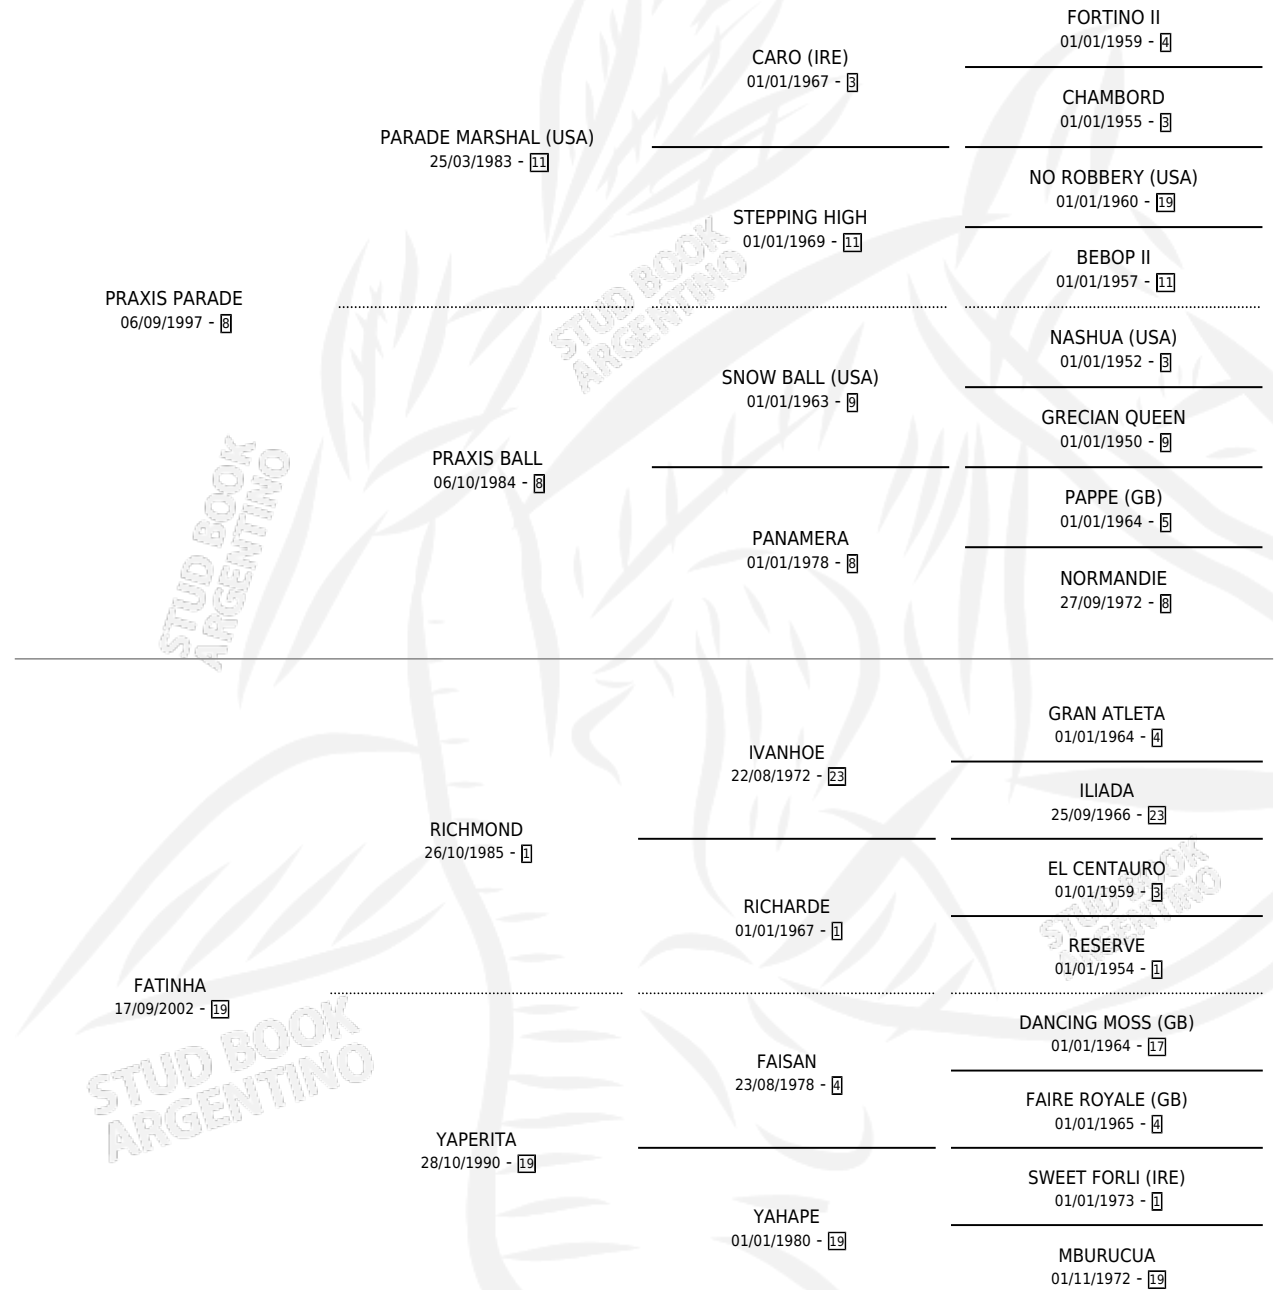 FORTINO II
01/01/1959 - 4
CARO (IRE)
01/01/1967 - 3
CHAMBORD
01/01/1955 - 3
PARADE MARSHAL (USA)
25/03/1983 - 11
NO ROBBERY (USA)
01/01/1960 - 19
STEPPING HIGH
01/01/1969 - 11
BEBOP II
01/01/1957 - 11
PRAXIS PARADE
06/09/1997 - 8
STUD BOOK
ARGENTINO
NASHUA (USA)
01/01/1952 - 3
SNOW BALL (USA)
01/01/1963 - 9
GRECIAN QUEEN
01/01/1950 - 9
PRAXIS BALL
06/10/1984 - 8
PAPPE (GB)
01/01/1964 - 5
PANAMERA
01/01/1978 - 8
NORMANDIE
27/09/1972 - 8
STUD BOOK
ARGENTINO
GRAN ATLETA
01/01/1964 - 4
IVANHOE
22/08/1972 - 23
ILIADA
25/09/1966 - 23
RICHMOND
26/10/1985 - 1
EL CENTAURO
01/01/1959 - 3
RICHARDE
01/01/1967 - 1
STUD BOOK
ARGENTINO
RESERVE
01/01/1954 - 1
FATINHA
17/09/2002 - 19
DANCING MOSS (GB)
01/01/1964 - 17
FAISAN
23/08/1978 - 4
STUD BOOK
ARGENTINO
FAIRE ROYALE (GB)
01/01/1965 - 4
YAPERITA
28/10/1990 - 19
SWEET FORLI (IRE)
01/01/1973 - 1
YAHAPE
01/01/1980 - 19
MBURUCUA
01/11/1972 - 19